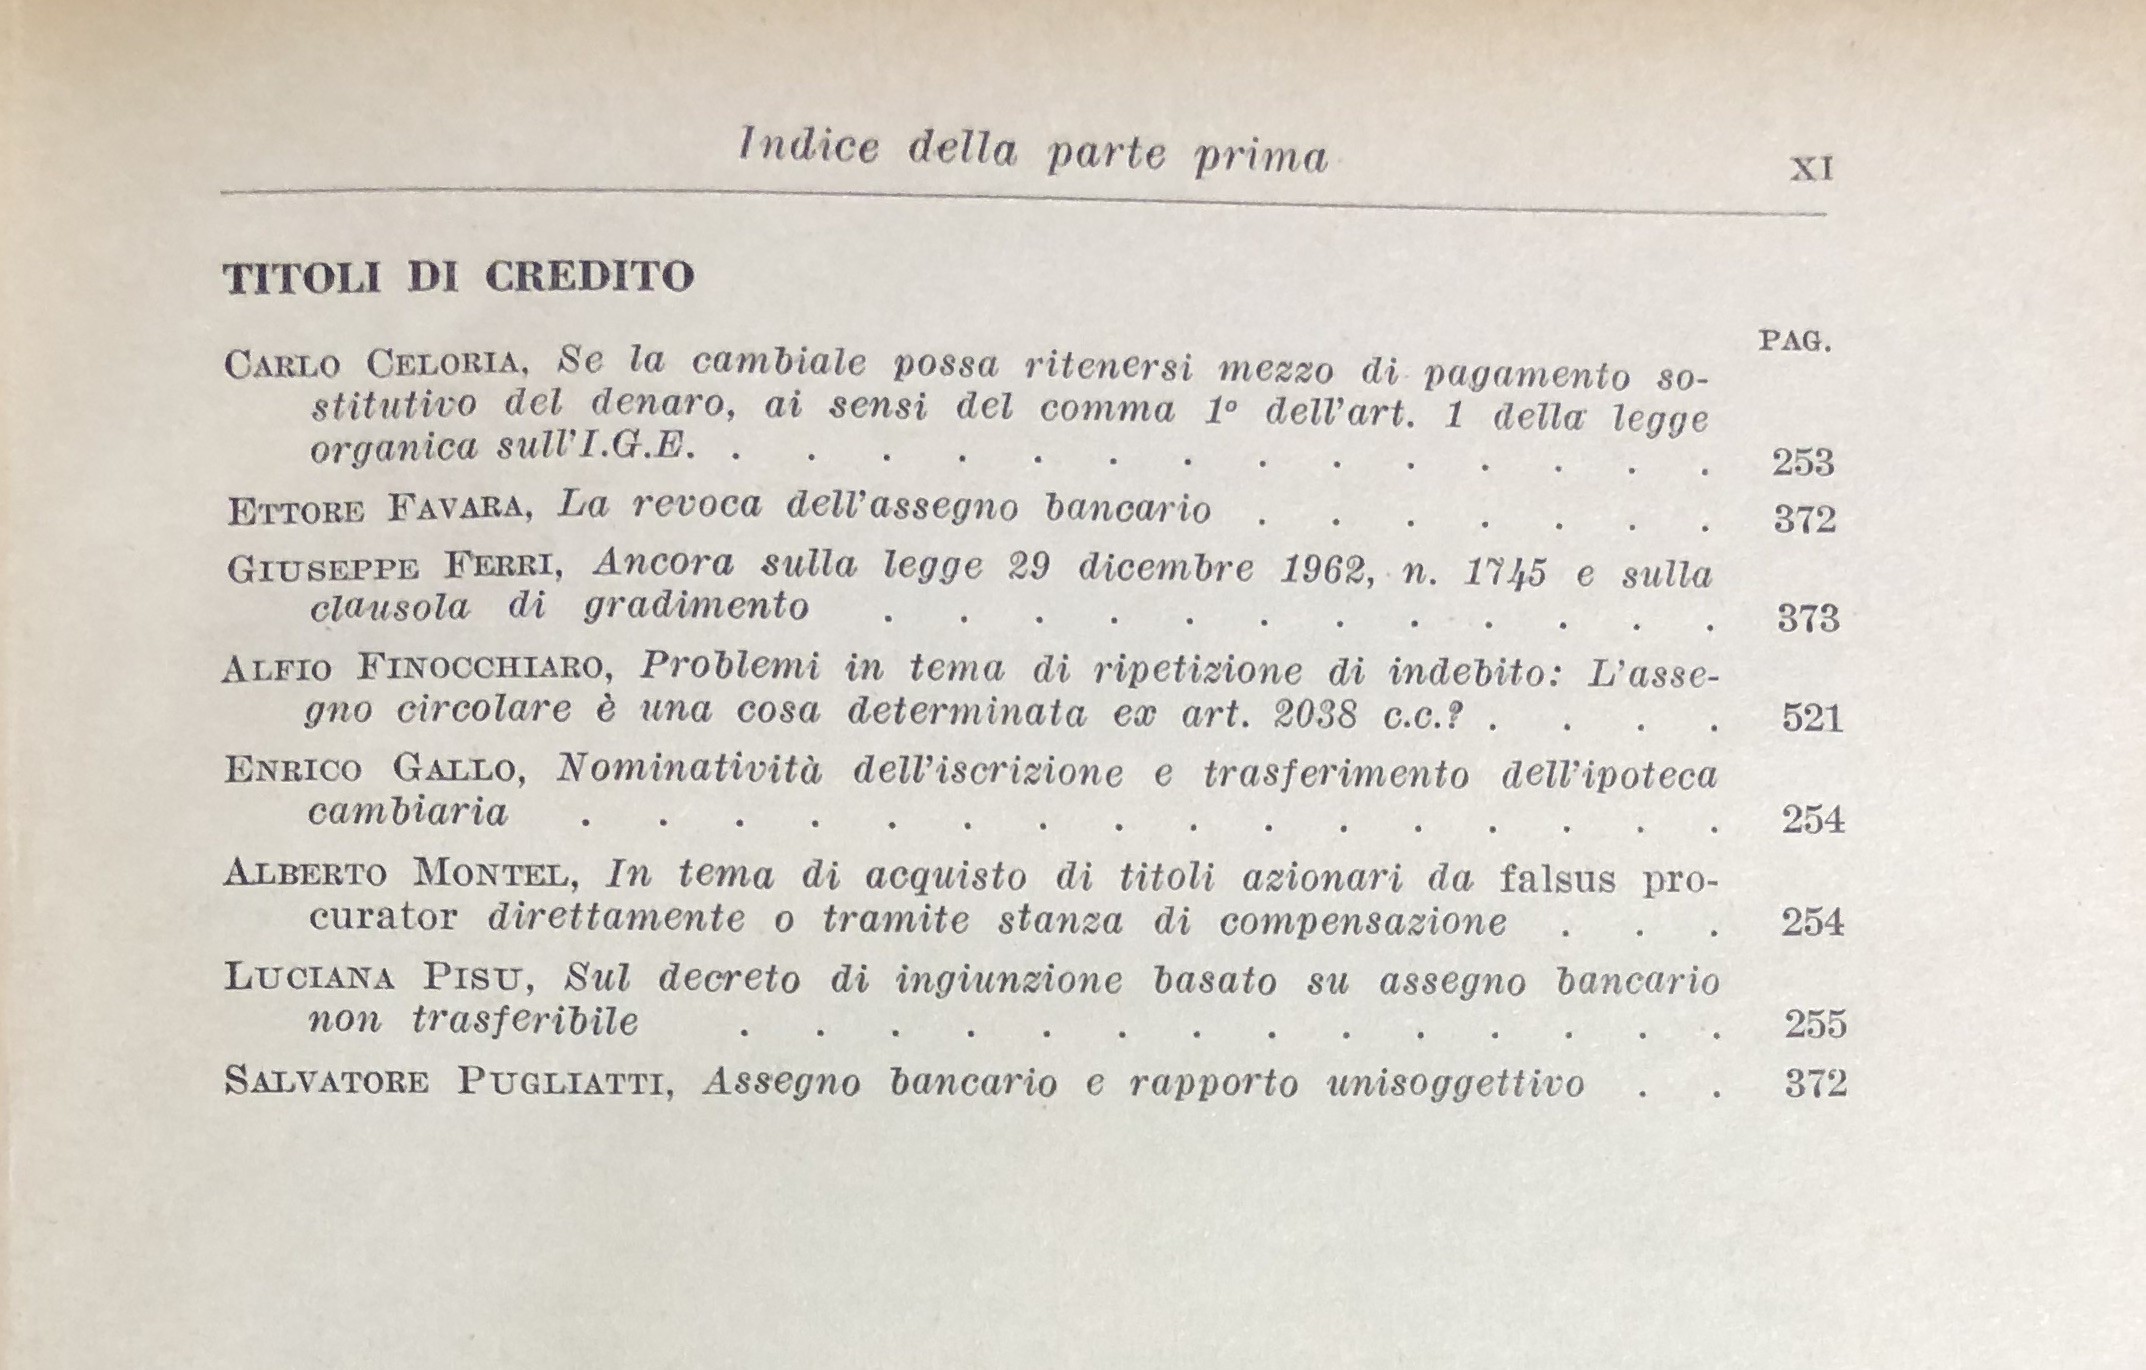 Indice della parte prima XI
TITOLI DI CREDITO
PAG.
CARLO CELORIA, Se la cambiale possa ritenersi mezzo di pagamento so-
stitutivo del denaro, ai sensi del comma 1º dell'art. 1 della legge
organica sull'I.G.E. . . . . . . . . . . . . . . 253
ETTORE FAVARA, La revoca dell'assegno bancario . . . . . . . 372
GIUSEPPE FERRI, Ancora sulla legge 29 dicembre 1962, n. 1745 e sulla
clausola di gradimento . . . . . . . . . . . . 373
ALFIO FINOCCHIARO, Problemi in tema di ripetizione di indebito: L'asse-
gno circolare è una cosa determinata ex art. 2038 c.c.? . . . . 521
ENRICO GALLO, Nominatività dell'iscrizione e trasferimento dell'ipoteca
cambiaria . . . . . . . . . . . . . . . . 254
ALBERTO MONTEL, In tema di acquisto di titoli azionari da falsus pro-
curator direttamente o tramite stanza di compensazione . . . 254
LUCIANA PISU, Sul decreto di ingiunzione basato su assegno bancario
non trasferibile . . . . . . . . . . . . . . 255
SALVATORE PUGLIATTI, Assegno bancario e rapporto unisoggettivo . . 372